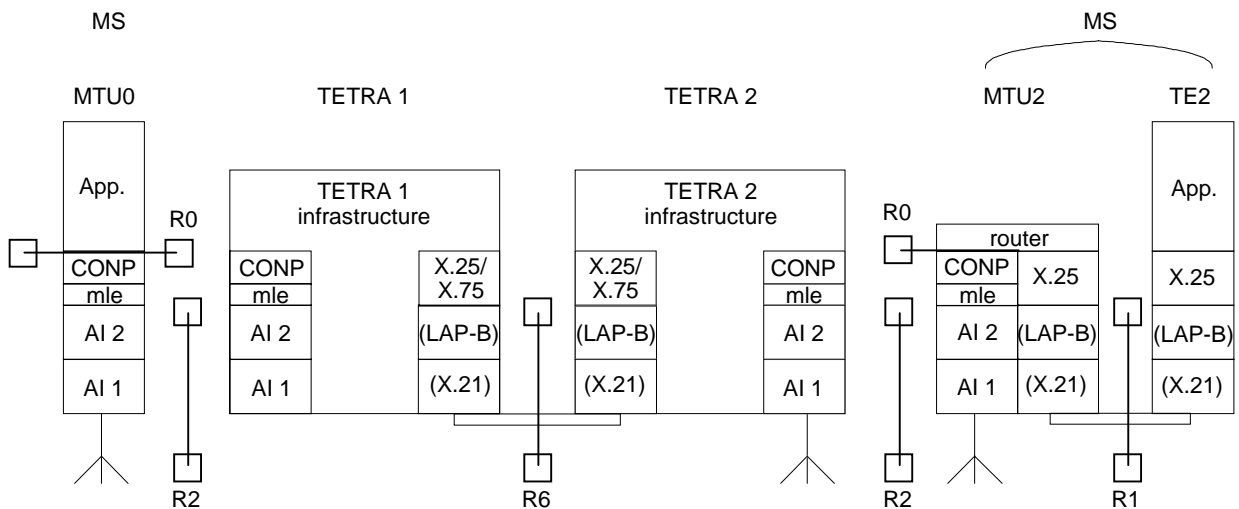 MS
MS
MTU0
TETRA 1
TETRA 2
MTU2
TE2
App.
TETRA 1
infrastructure
TETRA 2
infrastructure
App.
R0
R0
router
CONP
mle
AI 2
AI 1
CONP
mle
AI 2
AI 1
X.25/
X.75
(LAP-B)
(X.21)
X.25/
X.75
(LAP-B)
(X.21)
CONP
mle
AI 2
AI 1
CONP
mle
AI 2
AI 1
X.25
(LAP-B)
(X.21)
X.25
(LAP-B)
(X.21)
R2
R6
R2
R1